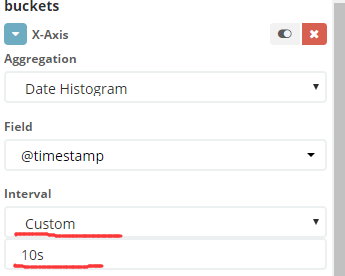 buckets
X-Axis
Aggregation
Date Histogram
Field
@timestamp
Interval
Custom
10s